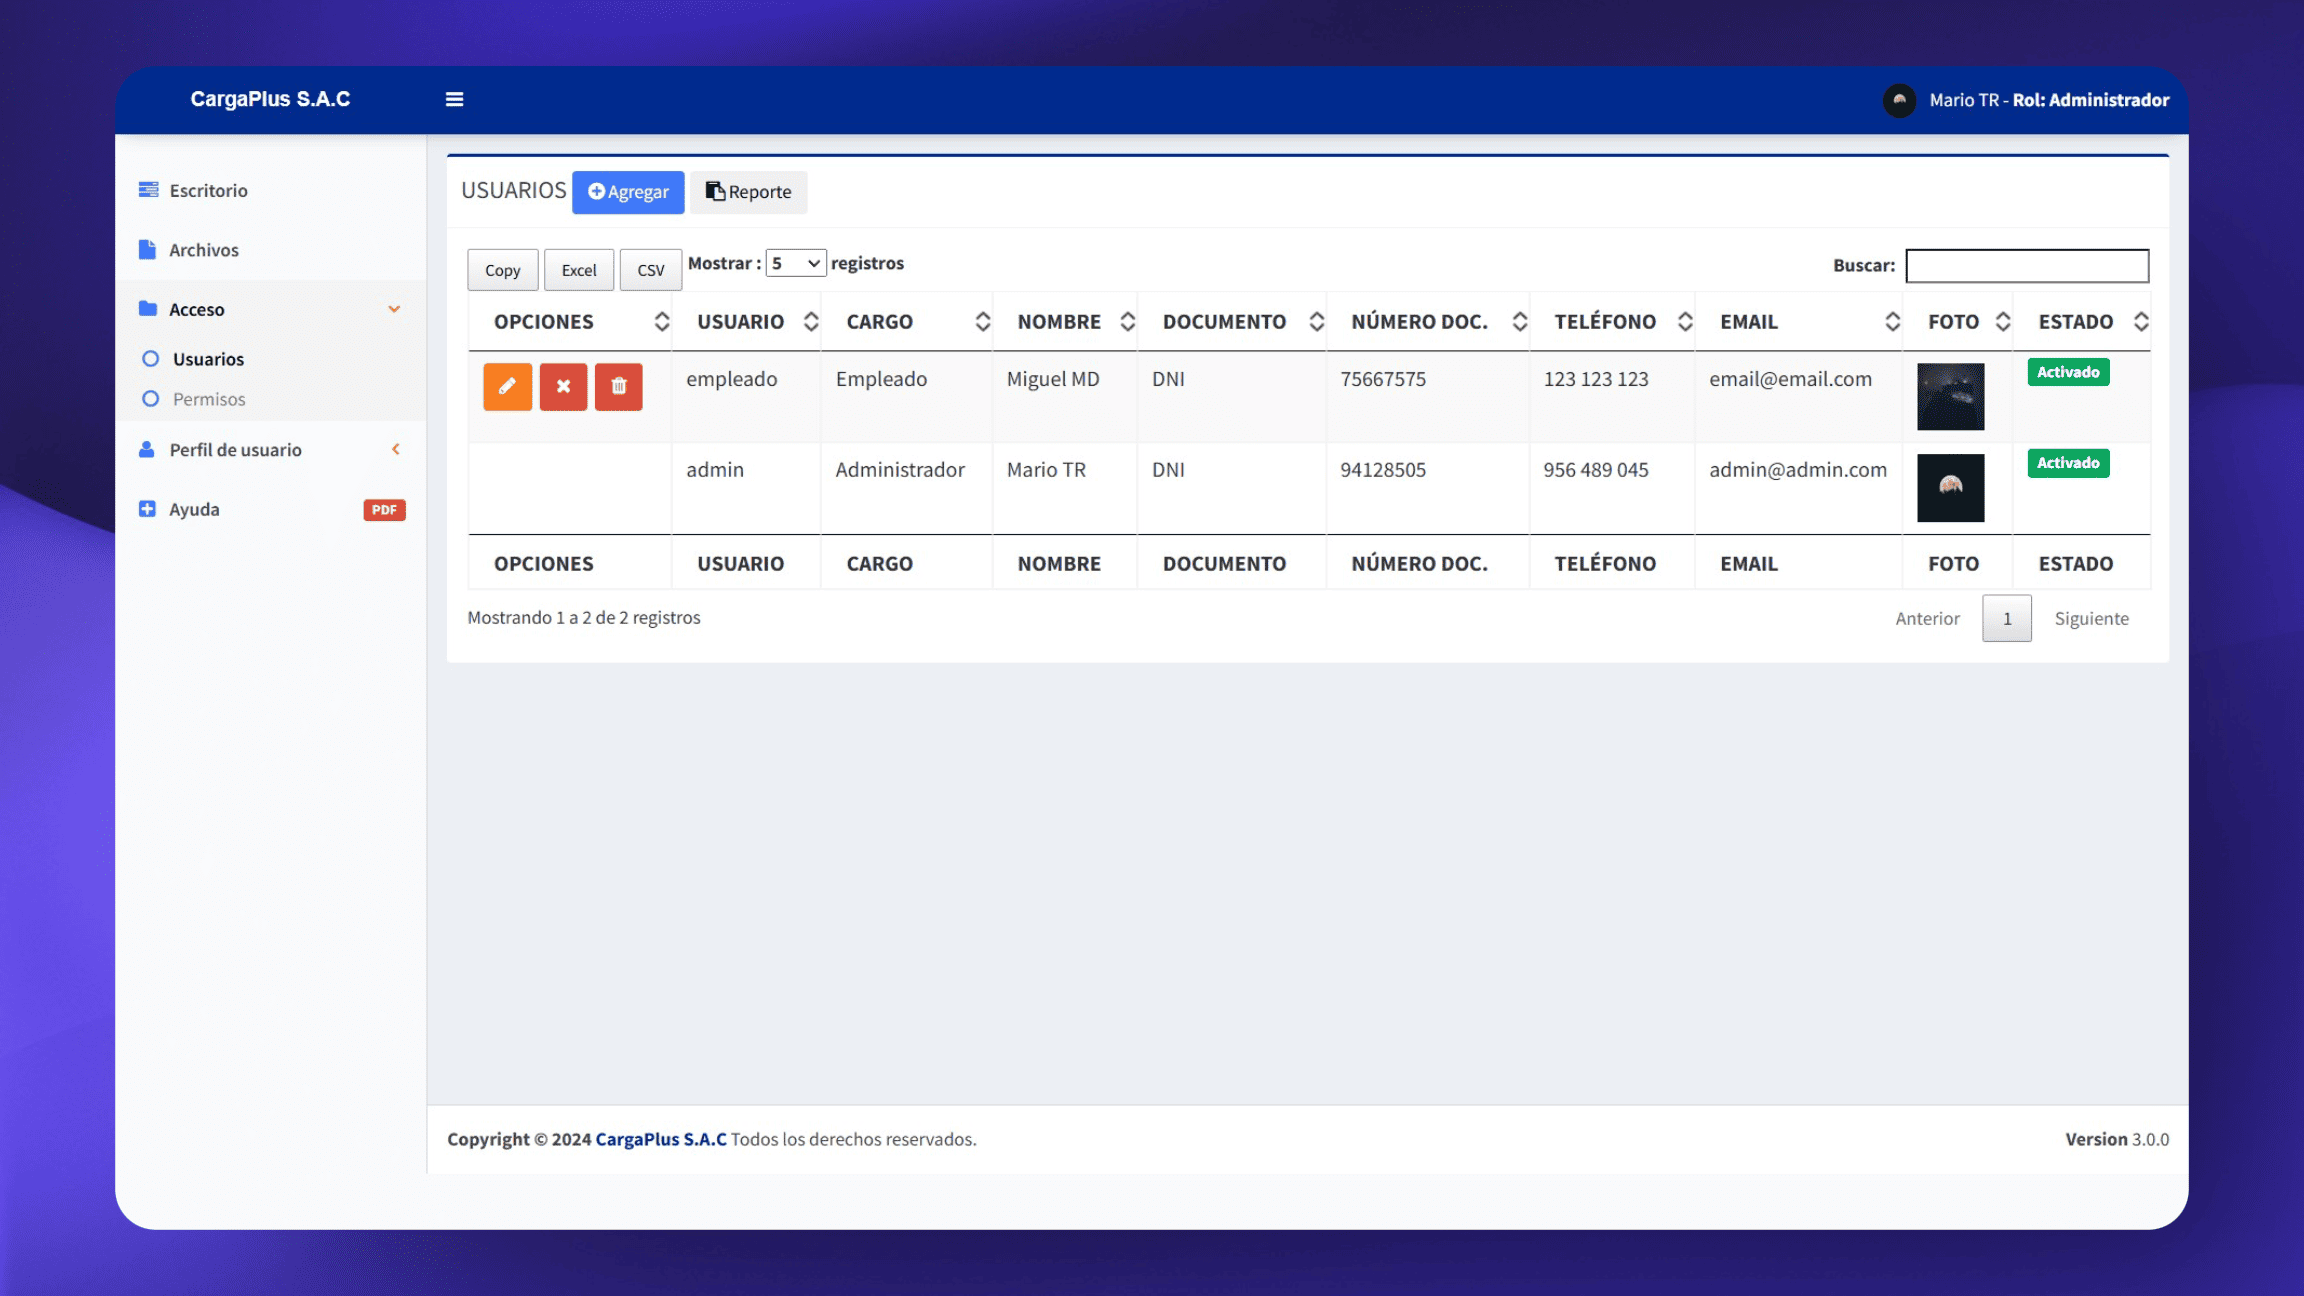 CargaPlus S.A.C
Mario TR - Rol: Administrador
Escritorio
Archivos
Acceso
Usuarios
Permisos
Perfil de usuario
Ayuda PDF
USUARIOS Agregar Reporte
Copy Excel CSV Mostrar : 5 registros Buscar:
OPCIONES USUARIO CARGO NOMBRE DOCUMENTO NÚMERO DOC. TELÉFONO EMAIL FOTO ESTADO
empleado Empleado Miguel MD DNI 75667575 123 123 123 email@email.com Activado
admin Administrador Mario TR DNI 94128505 956 489 045 admin@admin.com Activado
OPCIONES USUARIO CARGO NOMBRE DOCUMENTO NÚMERO DOC. TELÉFONO EMAIL FOTO ESTADO
Mostrando 1 a 2 de 2 registros
Anterior 1 Siguiente
Copyright © 2024 CargaPlus S.A.C Todos los derechos reservados.
Version 3.0.0